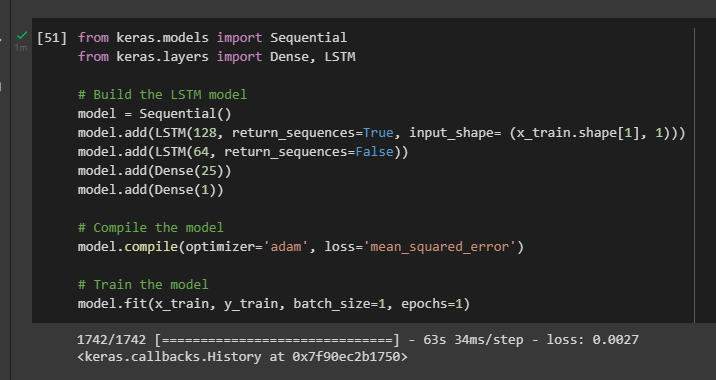 [51] from keras.models import Sequential
from keras.layers import Dense, LSTM
# Build the LSTM model
model = Sequential()
model.add(LSTM(128, return_sequences=True, input_shape= (x_train.shape[1], 1)))
model.add(LSTM(64, return_sequences=False))
model.add(Dense(25))
model.add(Dense(1))
# Compile the model
model.compile(optimizer='adam', loss='mean_squared_error')
# Train the model
model.fit(x_train, y_train, batch_size=1, epochs=1)
1m
1742/1742 [==============================] - 63s 34ms/step - loss: 0.0027
<keras.callbacks.History at 0x7f90ec2b1750>